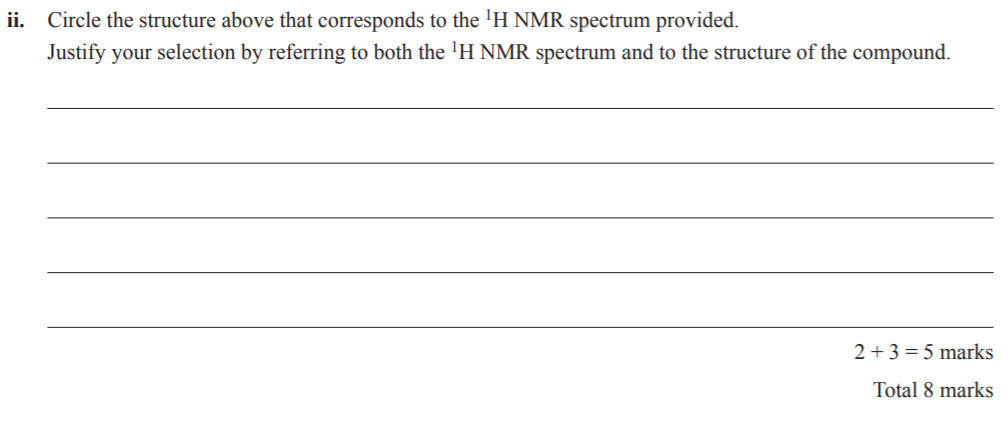 ii. Circle the structure above that corresponds to the ¹H NMR spectrum provided.
Justify your selection by referring to both the ¹H NMR spectrum and to the structure of the compound.
2 + 3 = 5 marks
Total 8 marks